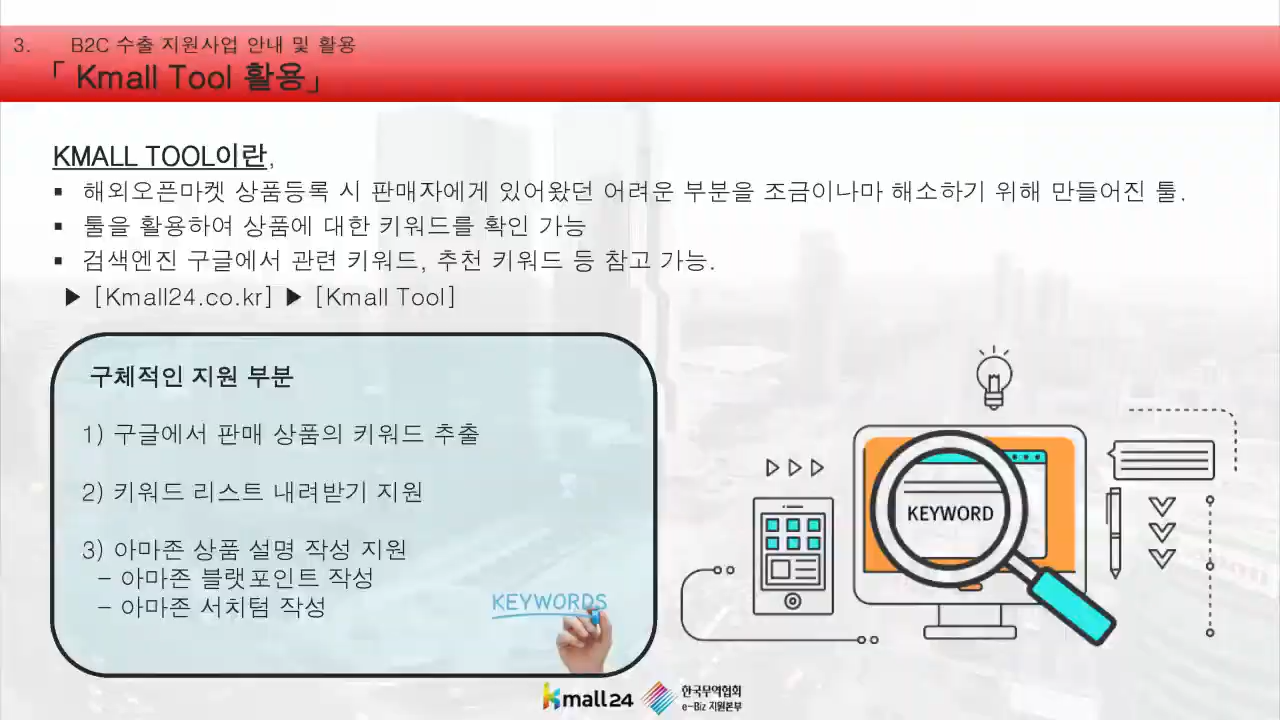 3. B2C 수출 지원사업 안내 및 활용
「 Kmall Tool 활용」
KMALL TOOL이란,
▪ 해외오픈마켓 상품등록 시 판매자에게 있어왔던 어려운 부분을 조금이나마 해소하기 위해 만들어진 툴.
▪ 툴을 활용하여 상품에 대한 키워드를 확인 가능
▪ 검색엔진 구글에서 관련 키워드, 추천 키워드 등 참고 가능.
▶ [Kmall24.co.kr] ▶ [Kmall Tool]
구체적인 지원 부분
1) 구글에서 판매 상품의 키워드 추출
2) 키워드 리스트 내려받기 지원
3) 아마존 상품 설명 작성 지원
- 아마존 블랫포인트 작성
- 아마존 서치텀 작성
KEYWORDS
KEYWORD
Kmall24
한국무역협회
e-Biz 지원본부